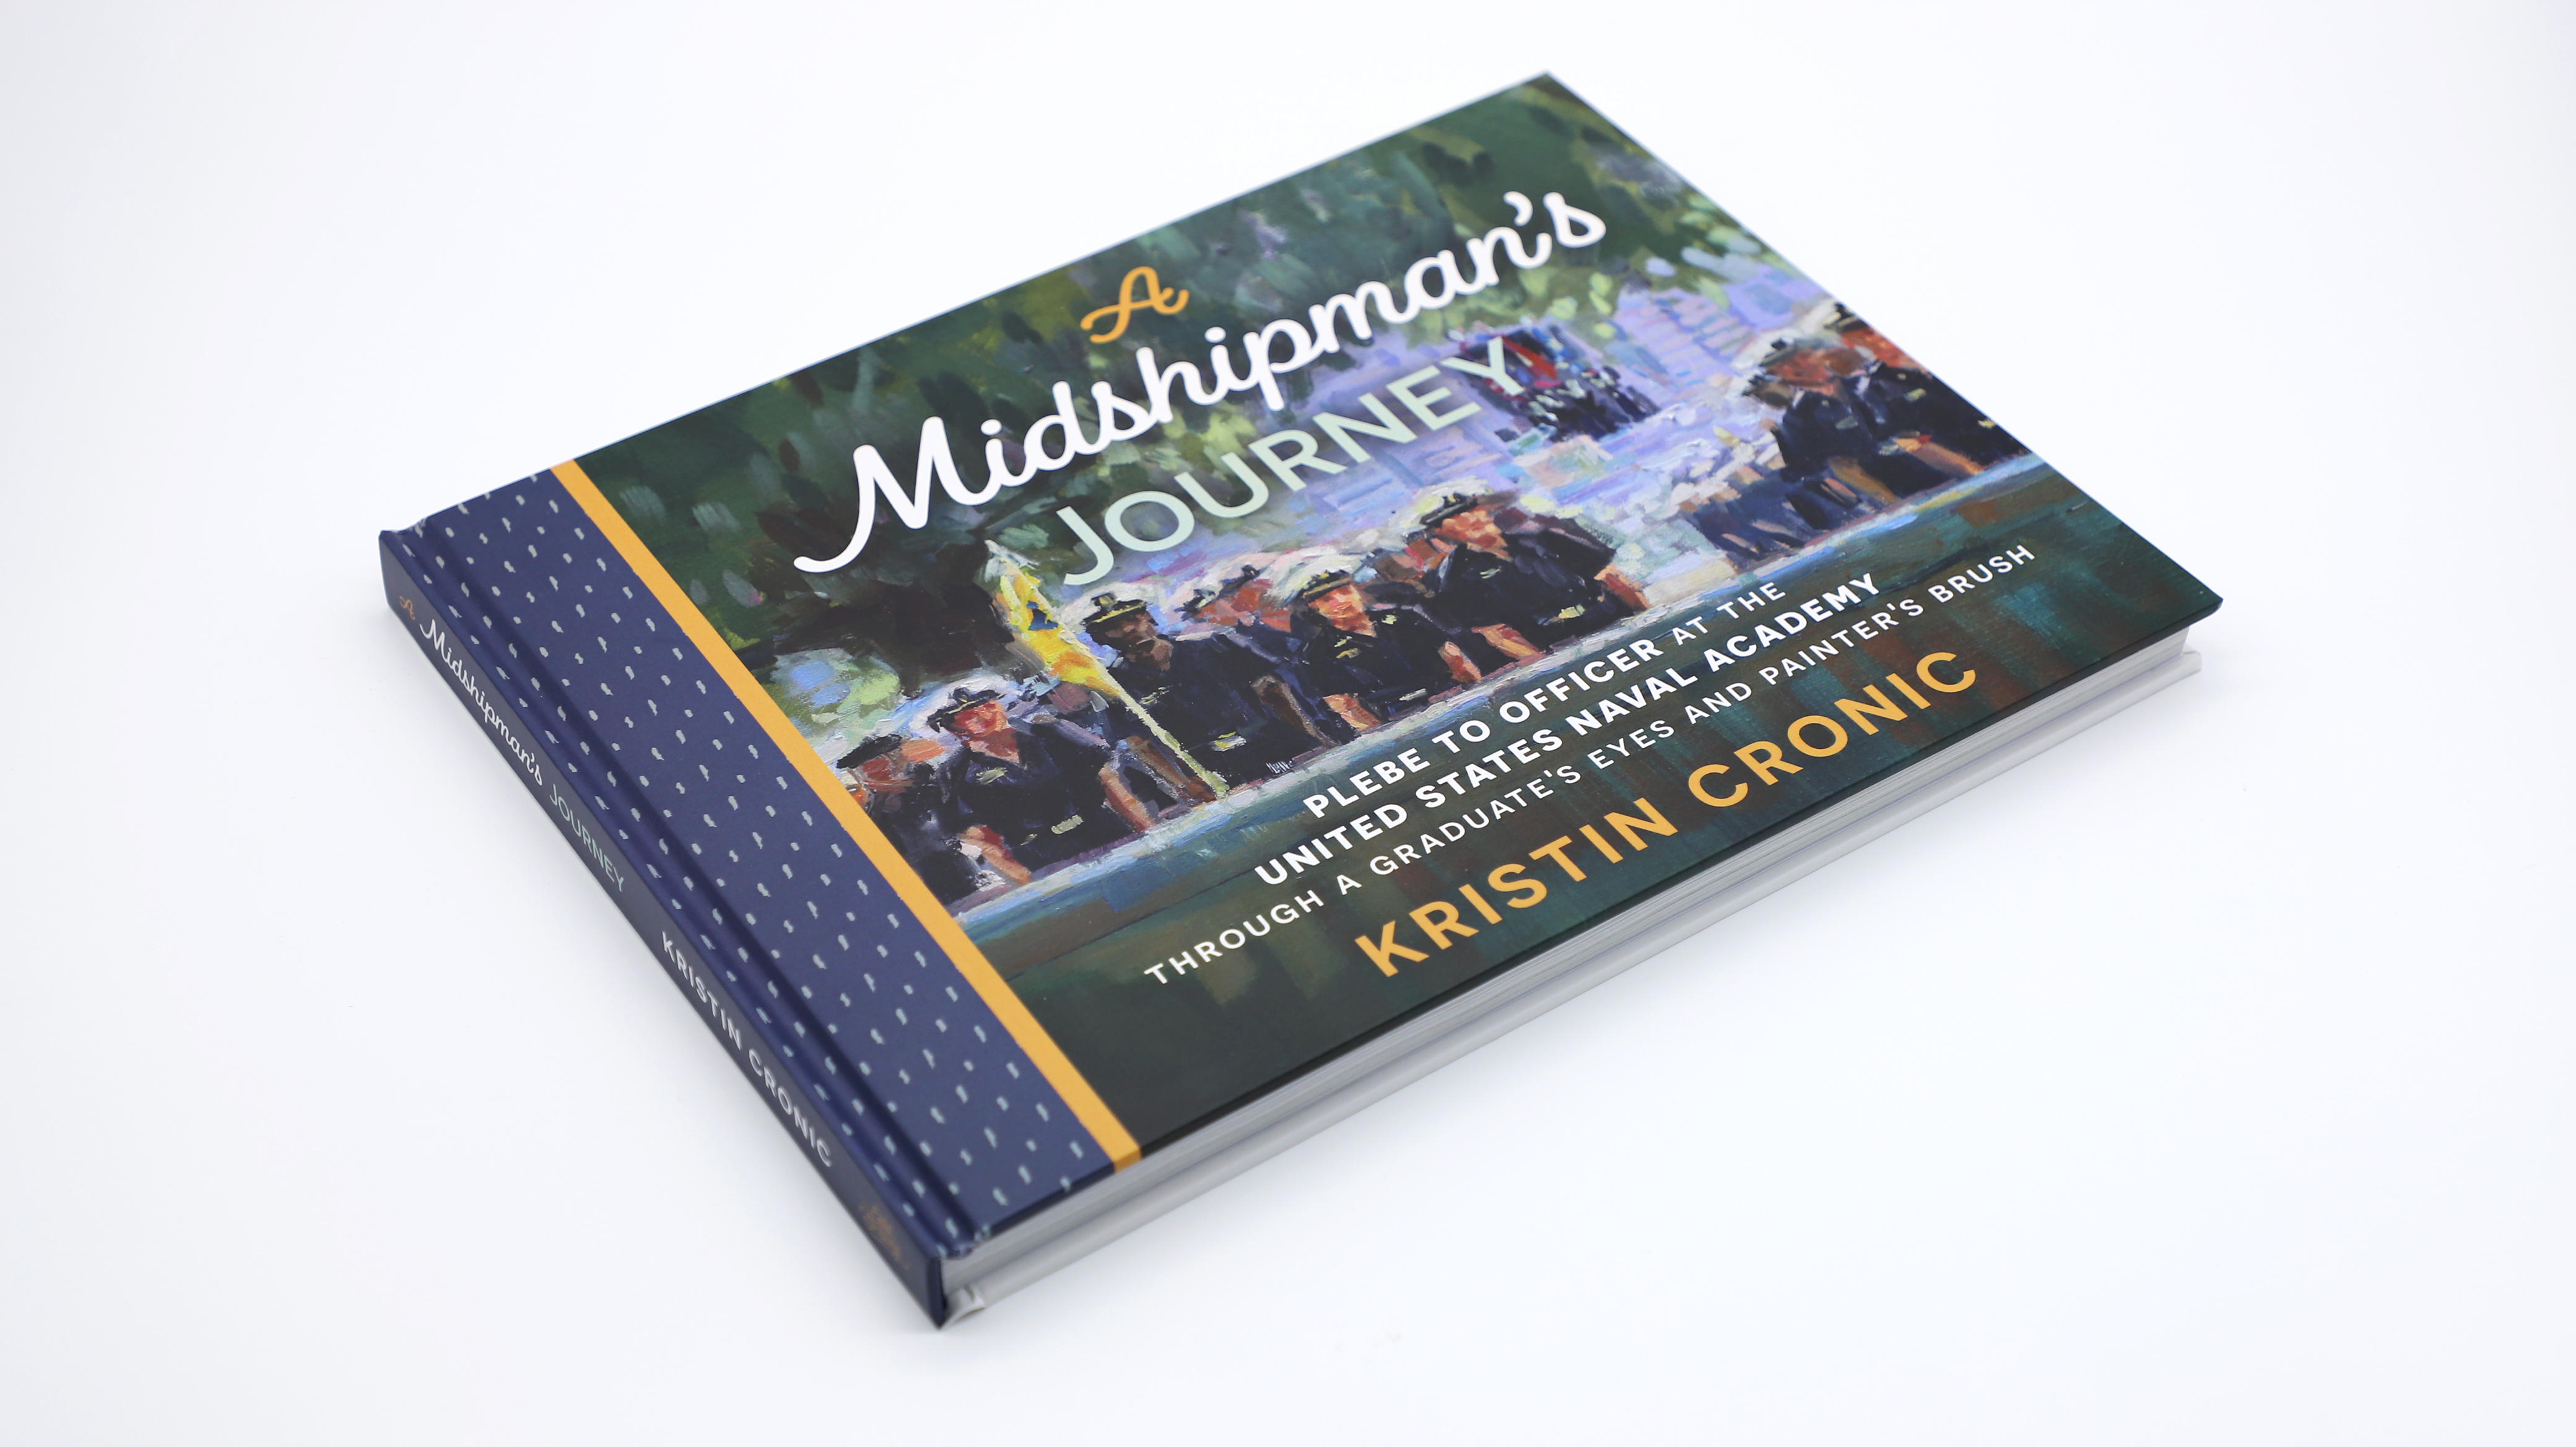 A
Midshipman's
JOURNEY
PLEBE TO OFFICER AT THE
UNITED STATES NAVAL ACADEMY
THROUGH A GRADUATE'S EYES AND PAINTER'S BRUSH
KRISTIN CRONIC
A Midshipman's JOURNEY KRISTIN CRONIC